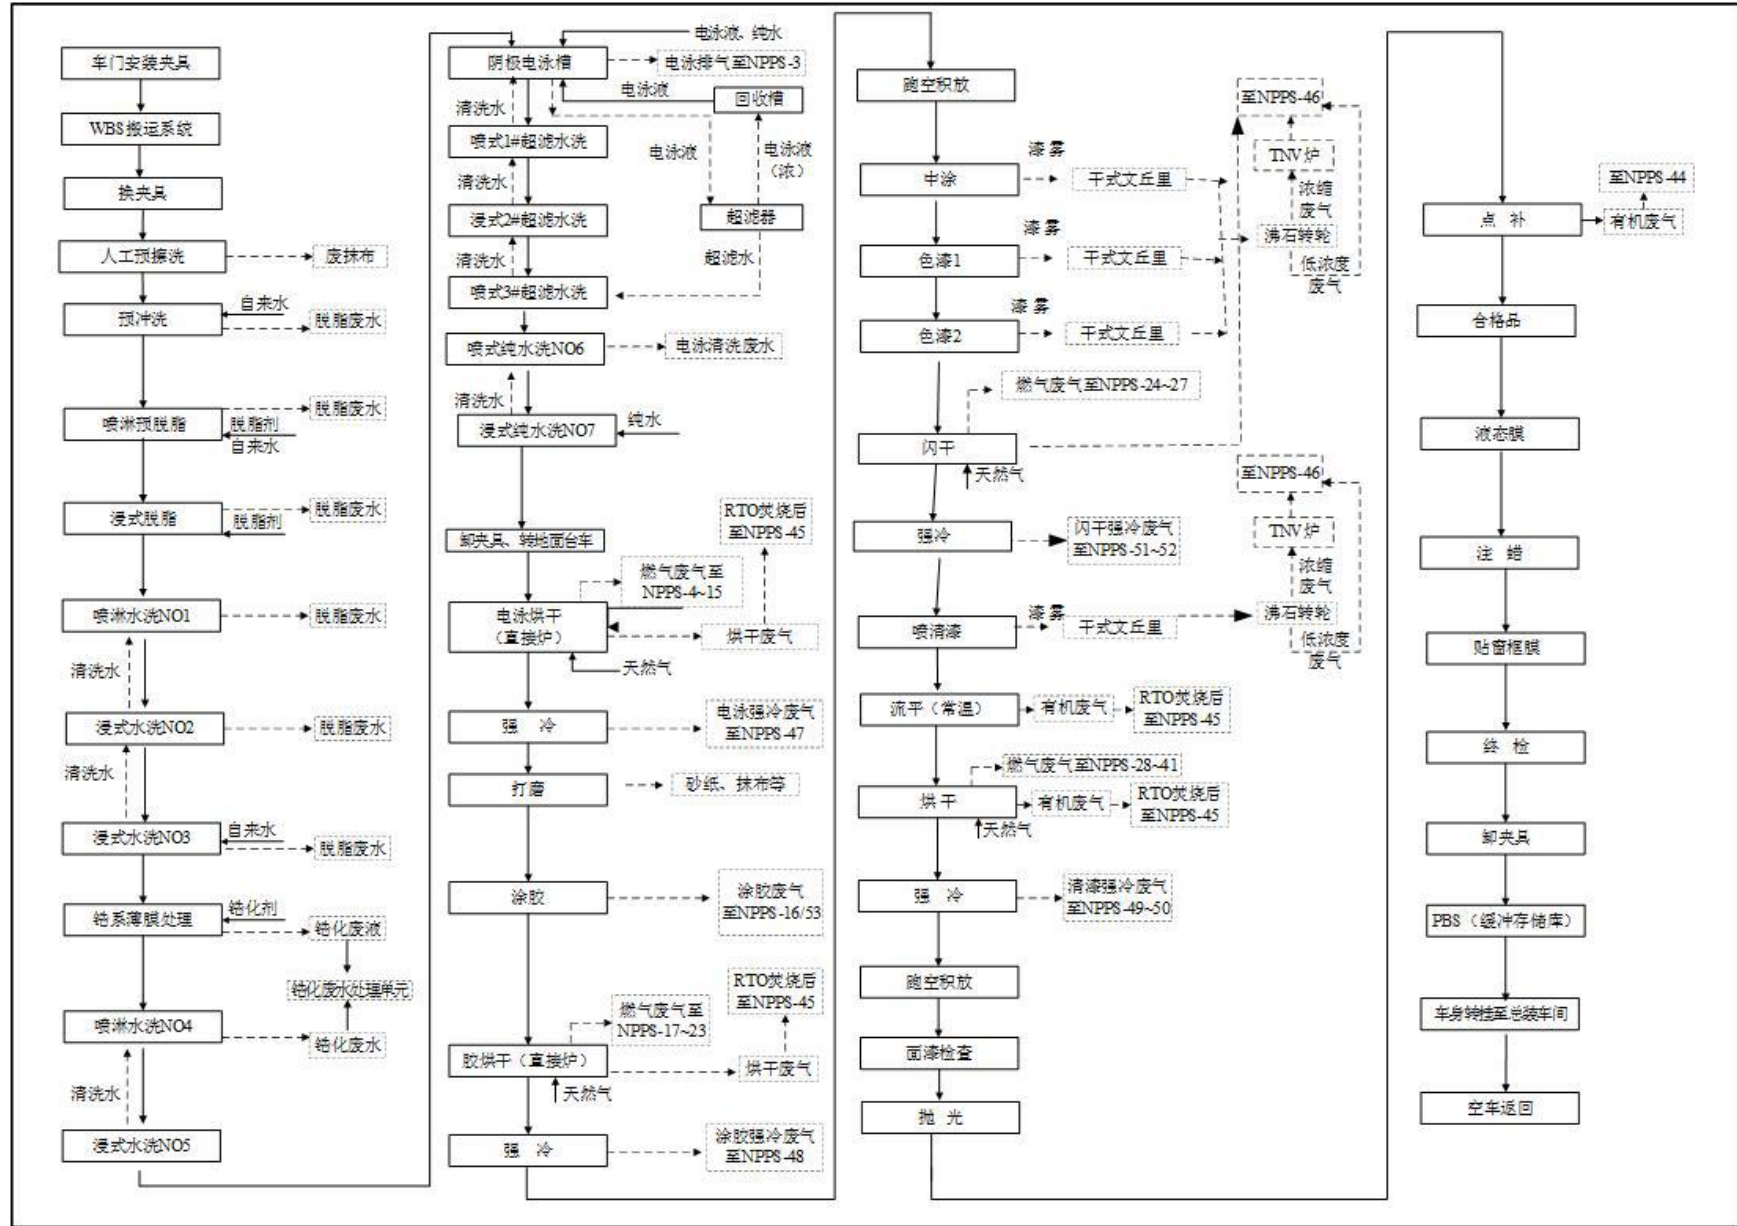 车门安装夹具
WBS搬运系统
换夹具
人工预擦洗
废抹布
预冲洗
自来水
脱脂废水
喷淋预脱脂
脱脂废水
脱脂剂
自来水
浸式脱脂
脱脂废水
脱脂剂
喷淋水洗NO1
脱脂废水
清洗水
浸式水洗NO2
脱脂废水
清洗水
浸式水洗NO3
自来水
脱脂废水
锆系薄膜处理
锆化剂
锆化废液
锆化废水处理单元
喷淋水洗NO4
锆化废水
清洗水
浸式水洗NO5
电泳液、纯水
阴极电泳槽
电泳排气至NPPS-3
电泳液
回收槽
清洗水
喷式1#超滤水洗
电泳液
电泳液
（浓）
清洗水
浸式2#超滤水洗
超滤器
清洗水
超滤水
喷式3#超滤水洗
喷式纯水洗NO6
电泳清洗废水
清洗水
浸式纯水洗NO7
纯水
卸夹具、转地面台车
RTO焚烧后
至NPPS-45
燃气废气至
NPPS-4~15
电泳烘干
（直接炉）
烘干废气
天然气
强 冷
电泳强冷废气
至NPPS-47
打磨
砂纸、抹布等
涂胶
涂胶废气
至NPPS-16/53
RTO焚烧后
至NPPS-45
燃气废气至
NPPS-17~23
胶烘干（直接炉）
烘干废气
天然气
强 冷
涂胶强冷废气
至NPPS-48
跑空积放
至NPPS-46
TNV炉
浓缩
废气
沸石转轮
低浓度
废气
漆 雾
中涂
干式文丘里
漆 雾
色漆1
干式文丘里
漆 雾
色漆2
干式文丘里
燃气废气至NPPS-24~27
闪干
天然气
强冷
闪干强冷废气
至NPPS-51~52
至NPPS-46
TNV炉
浓缩
废气
沸石转轮
低浓度
废气
漆 雾
喷清漆
干式文丘里
流平（常温）
有机废气
RTO焚烧后
至NPPS-45
燃气废气至NPPS-28~41
烘干
有机废气
RTO焚烧后
至NPPS-45
天然气
强 冷
清漆强冷废气
至NPPS-49~50
跑空积放
面漆检查
抛 光
点 补
至NPPS-44
有机废气
合格品
液态膜
注 蜡
贴窗框膜
终 检
卸夹具
PBS（缓冲存储库）
车身转挂至总装车间
空车返回